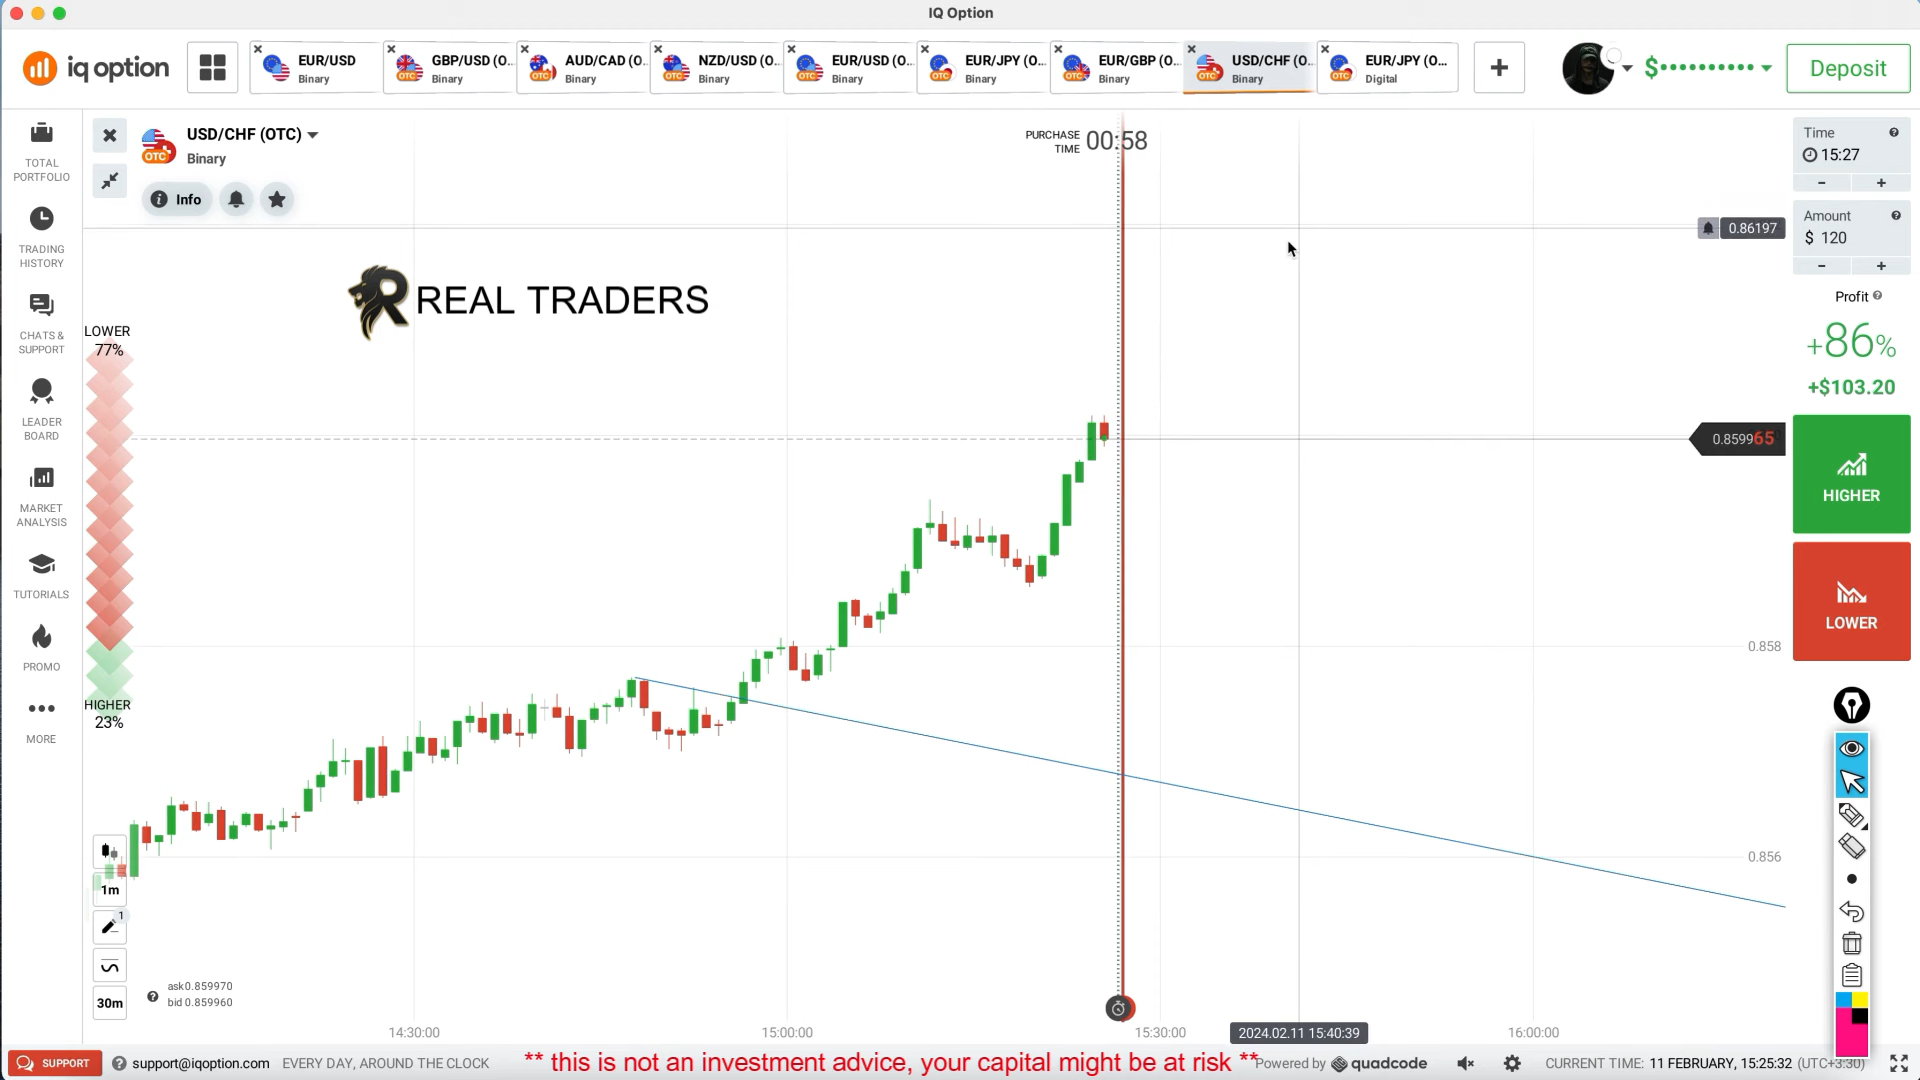 IQ Option
iq option
EUR/USD
Binary
GBP/USD (O...
Binary
AUD/CAD (O...
Binary
NZD/USD (O...
Binary
EUR/USD (O...
Binary
EUR/JPY (O...
Binary
EUR/GBP (O...
Binary
USD/CHF (O...
Binary
EUR/JPY (O...
Digital
Deposit
TOTAL
PORTFOLIO
TRADING
HISTORY
CHATS &
SUPPORT
LEADER
BOARD
MARKET
ANALYSIS
TUTORIALS
PROMO
MORE
USD/CHF (OTC)
OTC
Binary
Info
PURCHASE
TIME
00:58
REAL TRADERS
LOWER
77%
HIGHER
23%
0.86197
0.859965
0.858
0.856
Time
15:27
Amount
$ 120
Profit
+86%
+$103.20
HIGHER
LOWER
1m
1
30m
ask 0.859970
bid 0.859960
14:30:00
15:00:00
15:30:00
2024.02.11 15:40:39
16:00:00
SUPPORT
support@iqoption.com
EVERY DAY, AROUND THE CLOCK
** this is not an investment advice, your capital might be at risk **
Powered by quadcode
CURRENT TIME: 11 FEBRUARY, 15:25:32 (UTC+3:30)